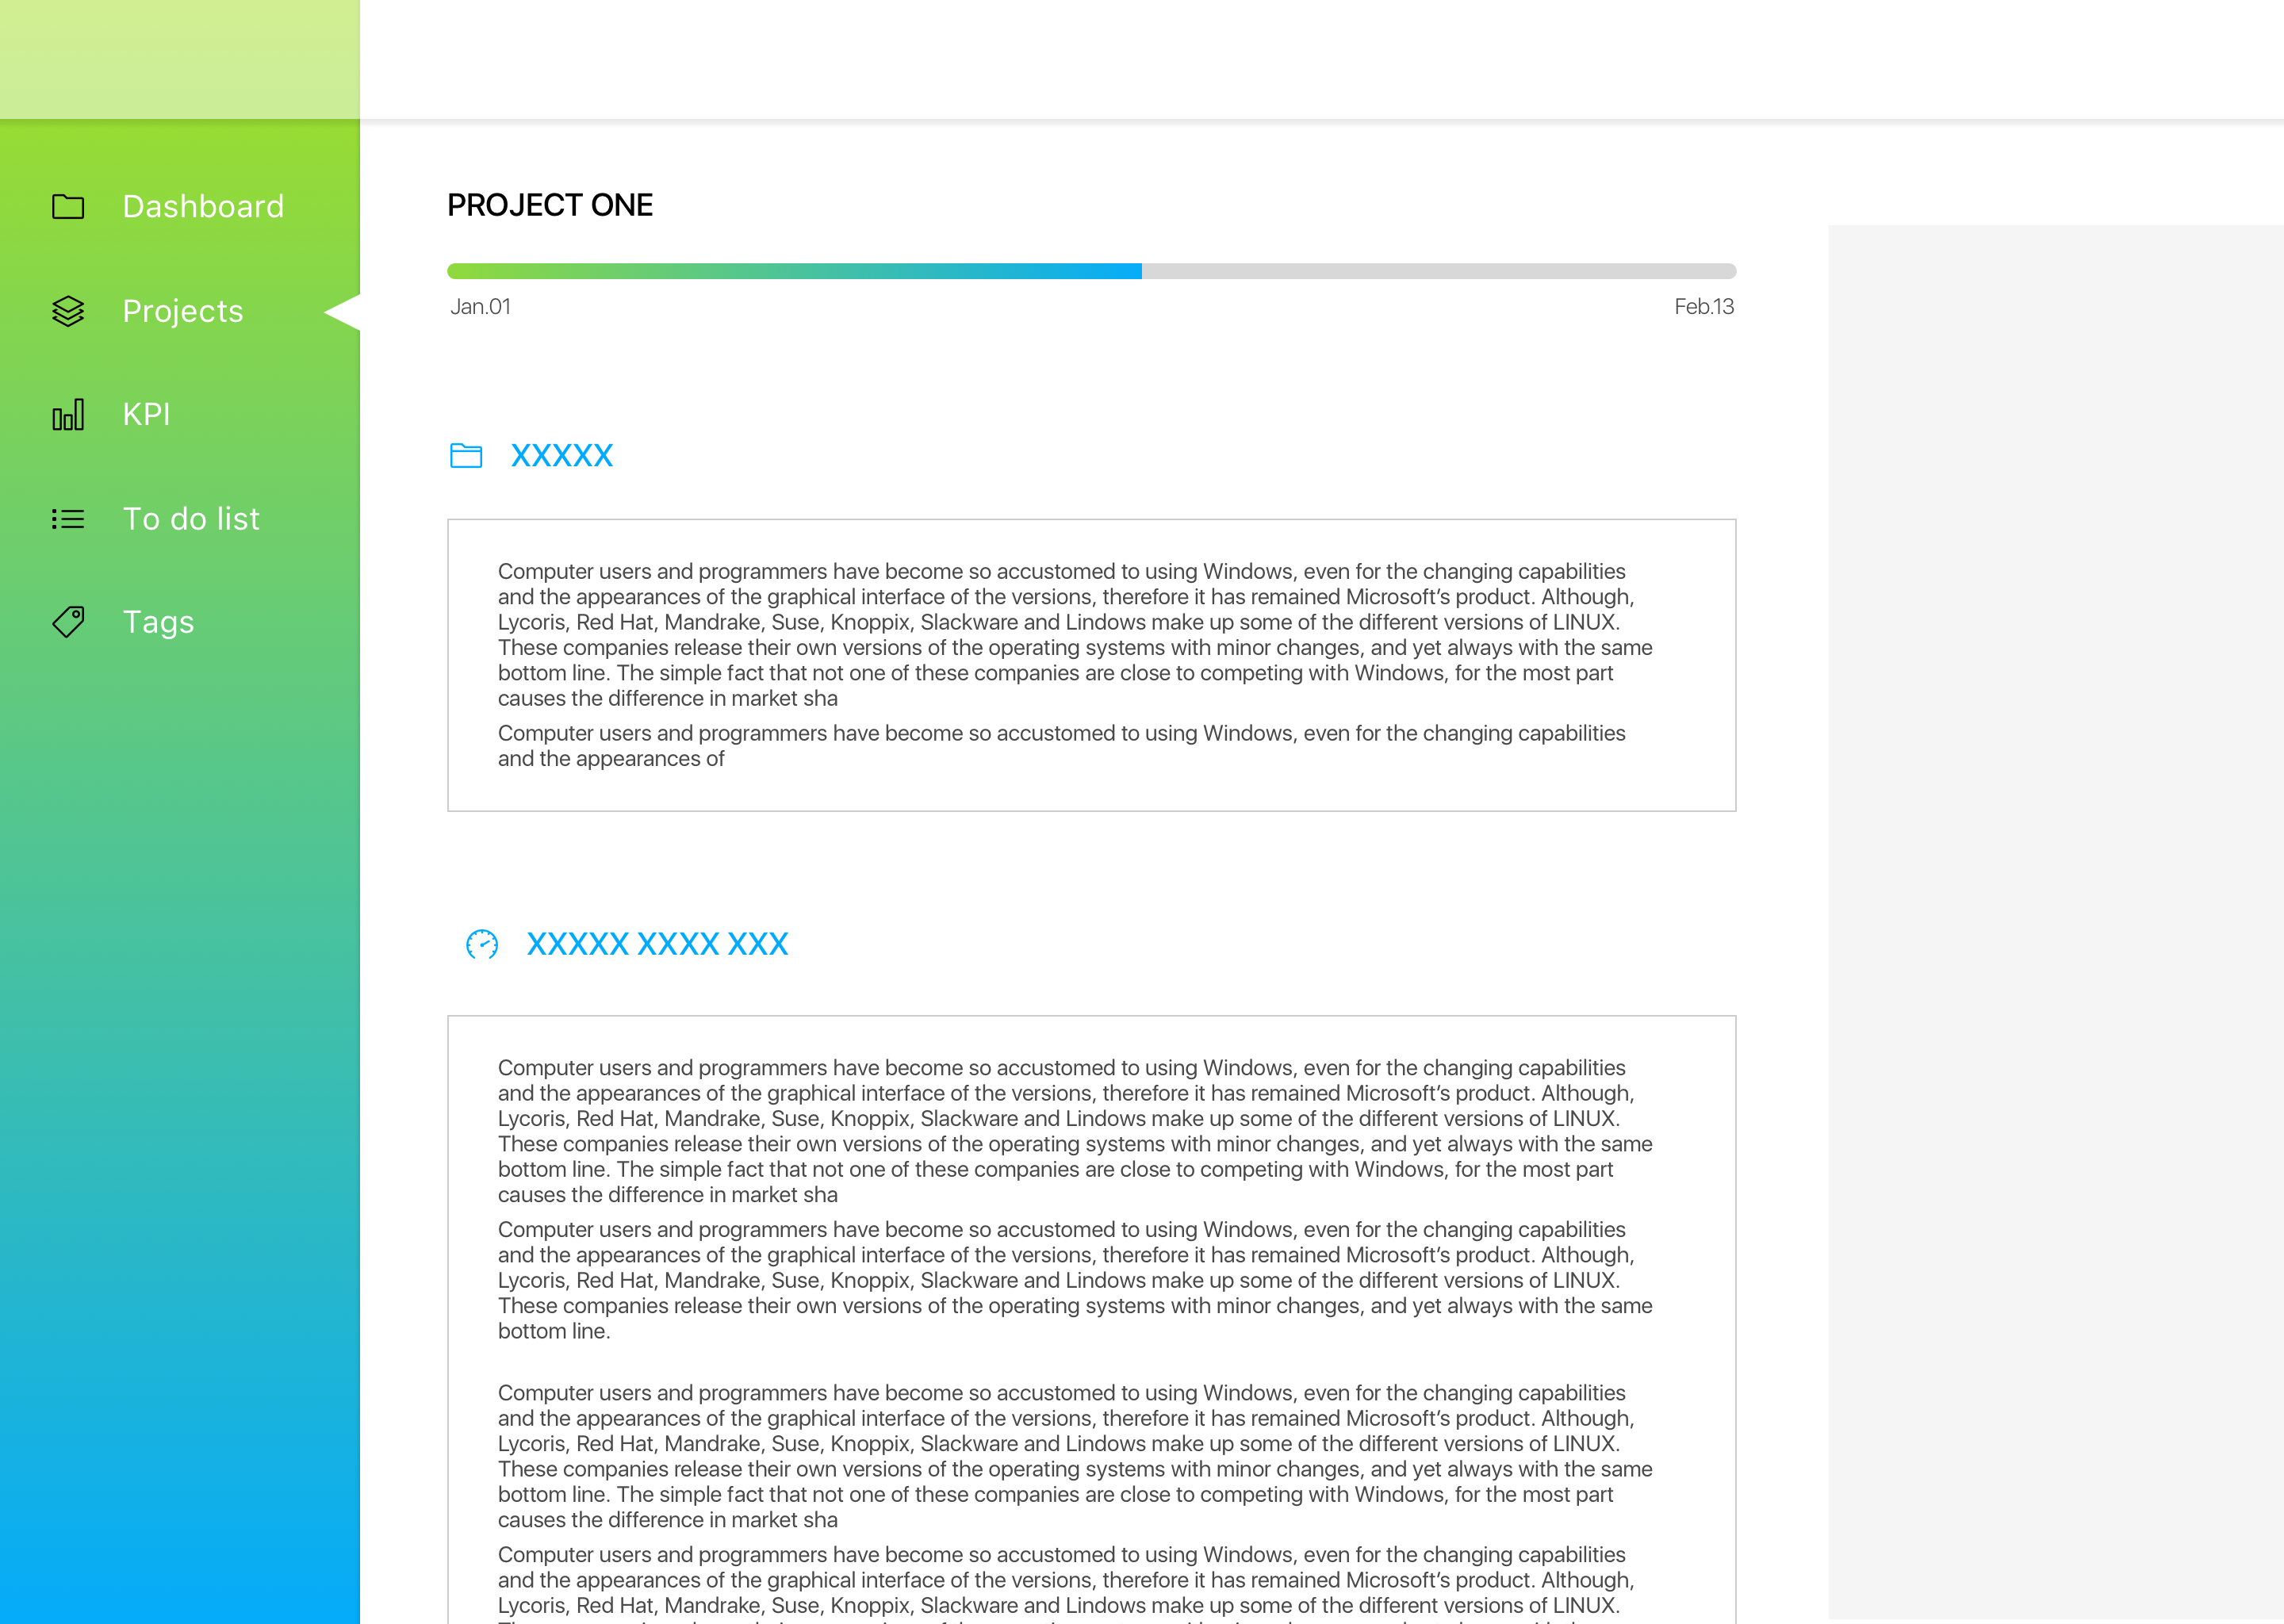 Dashboard
Projects
KPI
To do list
Tags
PROJECT ONE
Jan.01
Feb.13
XXXXX
Computer users and programmers have become so accustomed to using Windows, even for the changing capabilities
and the appearances of the graphical interface of the versions, therefore it has remained Microsoft's product. Although,
Lycoris, Red Hat, Mandrake, Suse, Knoppix, Slackware and Lindows make up some of the different versions of LINUX.
These companies release their own versions of the operating systems with minor changes, and yet always with the same
bottom line. The simple fact that not one of these companies are close to competing with Windows, for the most part
causes the difference in market sha
Computer users and programmers have become so accustomed to using Windows, even for the changing capabilities
and the appearances of
XXXXX XXXX XXX
Computer users and programmers have become so accustomed to using Windows, even for the changing capabilities
and the appearances of the graphical interface of the versions, therefore it has remained Microsoft's product. Although,
Lycoris, Red Hat, Mandrake, Suse, Knoppix, Slackware and Lindows make up some of the different versions of LINUX.
These companies release their own versions of the operating systems with minor changes, and yet always with the same
bottom line. The simple fact that not one of these companies are close to competing with Windows, for the most part
causes the difference in market sha
Computer users and programmers have become so accustomed to using Windows, even for the changing capabilities
and the appearances of the graphical interface of the versions, therefore it has remained Microsoft's product. Although,
Lycoris, Red Hat, Mandrake, Suse, Knoppix, Slackware and Lindows make up some of the different versions of LINUX.
These companies release their own versions of the operating systems with minor changes, and yet always with the same
bottom line.
Computer users and programmers have become so accustomed to using Windows, even for the changing capabilities
and the appearances of the graphical interface of the versions, therefore it has remained Microsoft's product. Although,
Lycoris, Red Hat, Mandrake, Suse, Knoppix, Slackware and Lindows make up some of the different versions of LINUX.
These companies release their own versions of the operating systems with minor changes, and yet always with the same
bottom line. The simple fact that not one of these companies are close to competing with Windows, for the most part
causes the difference in market sha
Computer users and programmers have become so accustomed to using Windows, even for the changing capabilities
and the appearances of the graphical interface of the versions, therefore it has remained Microsoft's product. Although,
Lycoris, Red Hat, Mandrake, Suse, Knoppix, Slackware and Lindows make up some of the different versions of LINUX.